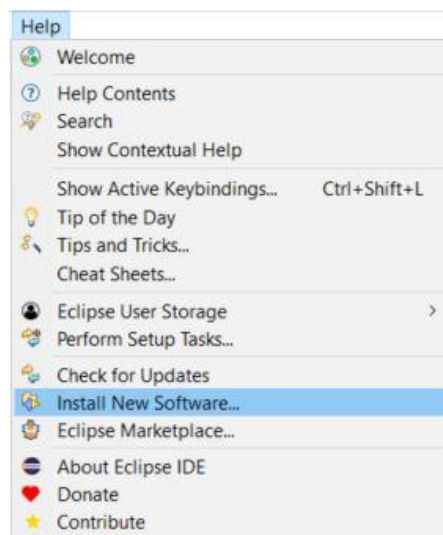 Help
Welcome
Help Contents
Search
Show Contextual Help
Show Active Keybindings... Ctrl+Shift+L
Tip of the Day
Tips and Tricks...
Cheat Sheets...
Eclipse User Storage
Perform Setup Tasks...
Check for Updates
Install New Software...
Eclipse Marketplace...
About Eclipse IDE
Donate
Contribute